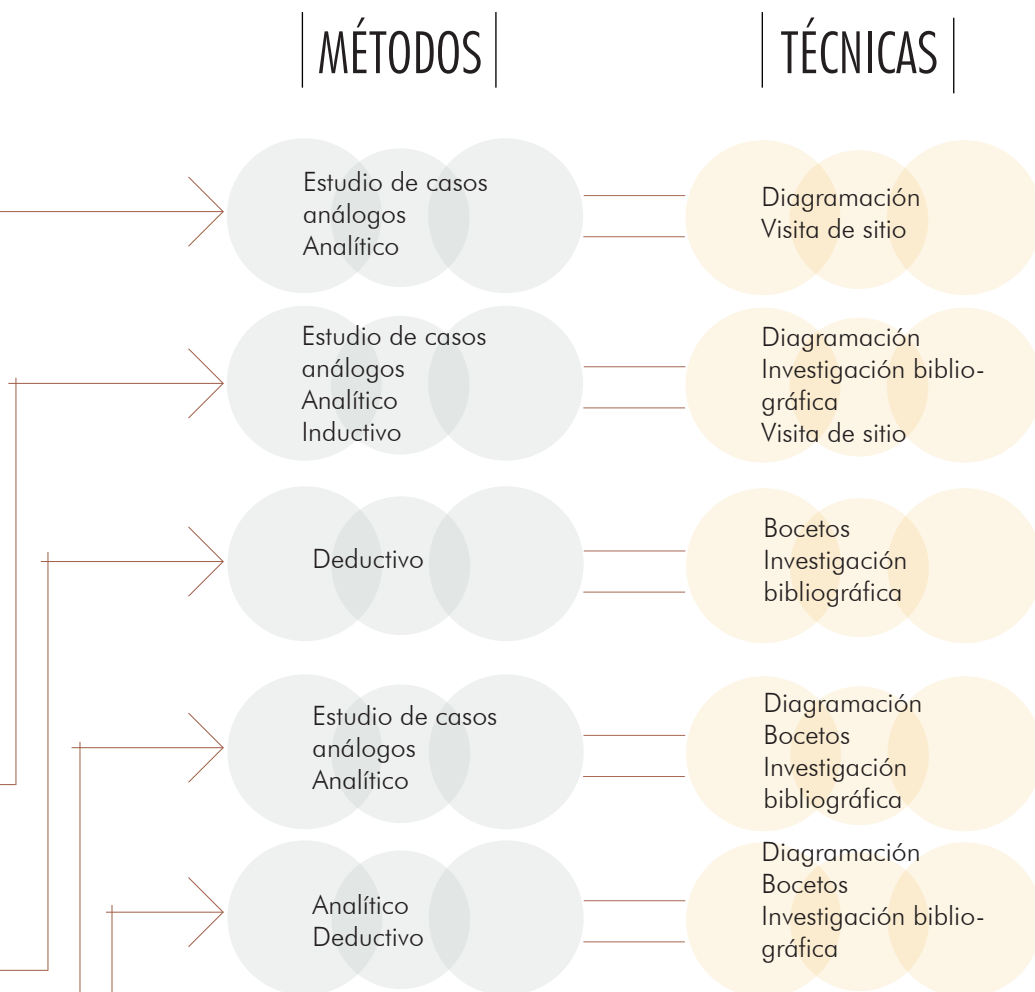 MÉTODOS
TÉCNICAS
Estudio de casos
análogos
Analítico
Diagramación
Visita de sitio
Estudio de casos
análogos
Analítico
Inductivo
Diagramación
Investigación biblio-
gráfica
Visita de sitio
Deductivo
Bocetos
Investigación
bibliográfica
Estudio de casos
análogos
Analítico
Diagramación
Bocetos
Investigación
bibliográfica
Analítico
Deductivo
Diagramación
Bocetos
Investigación biblio-
gráfica